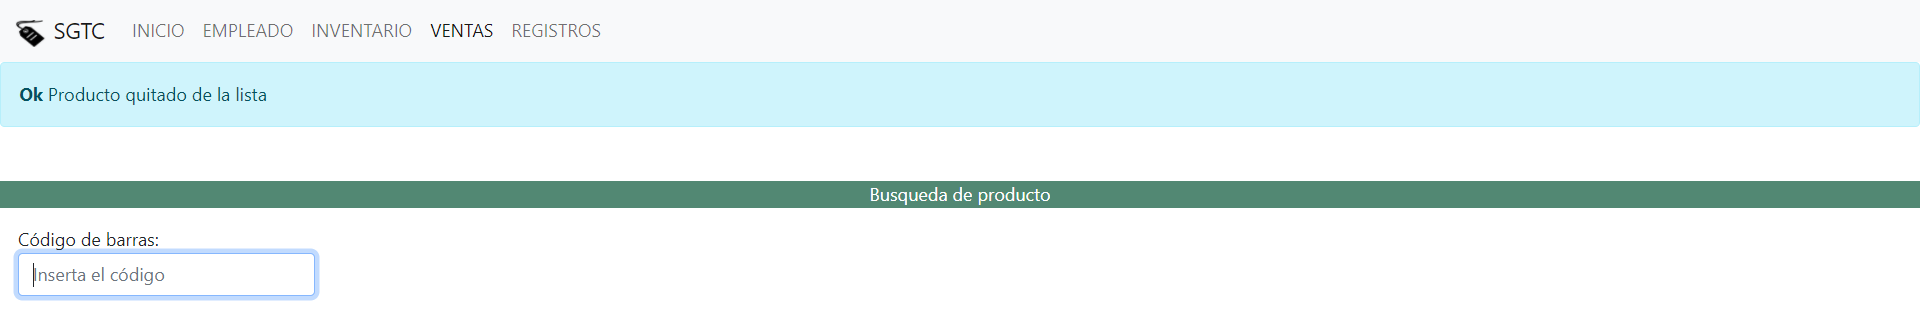 SGTC INICIO EMPLEADO INVENTARIO VENTAS REGISTROS
Ok Producto quitado de la lista
Busqueda de producto
Código de barras:
Inserta el código